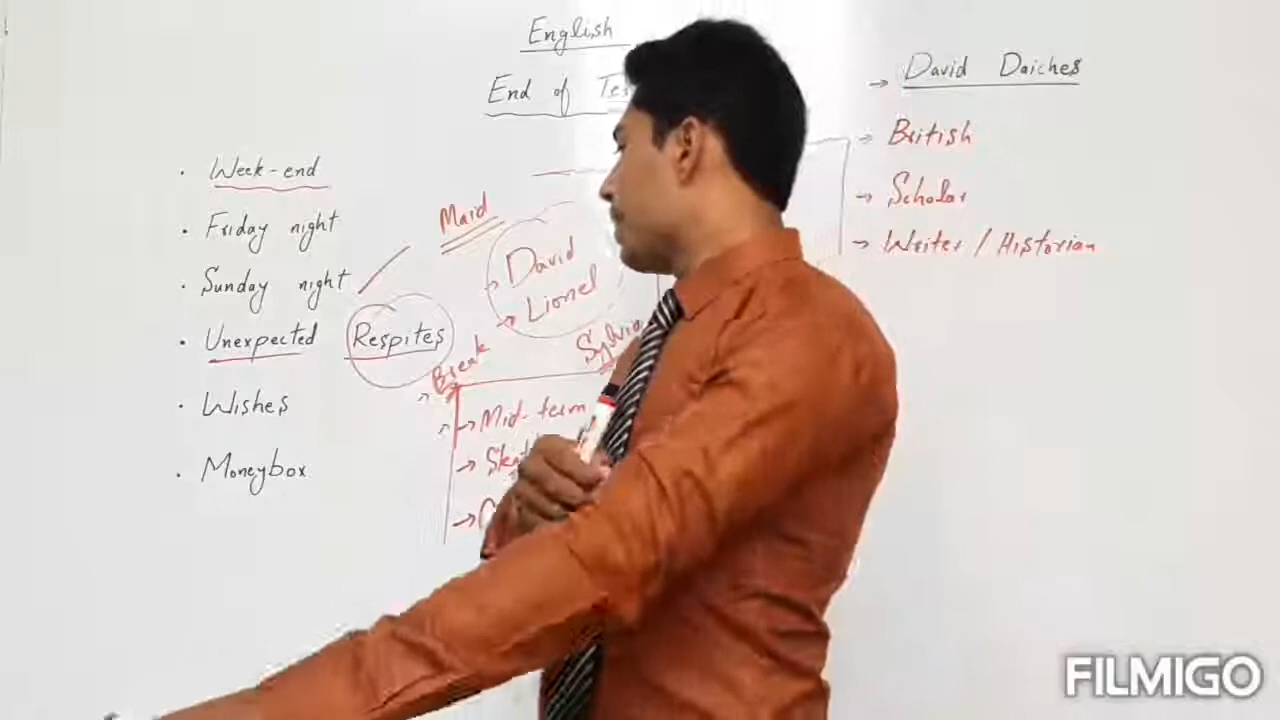 English
End of
David Daiches
British
Scholar
Writer / Historian
Week-end
Friday night
Sunday night
Unexpected Respites
Wishes
Moneybox
Maid
David
Lionel
Sylvia
Break
Mid-term
FILMIGO